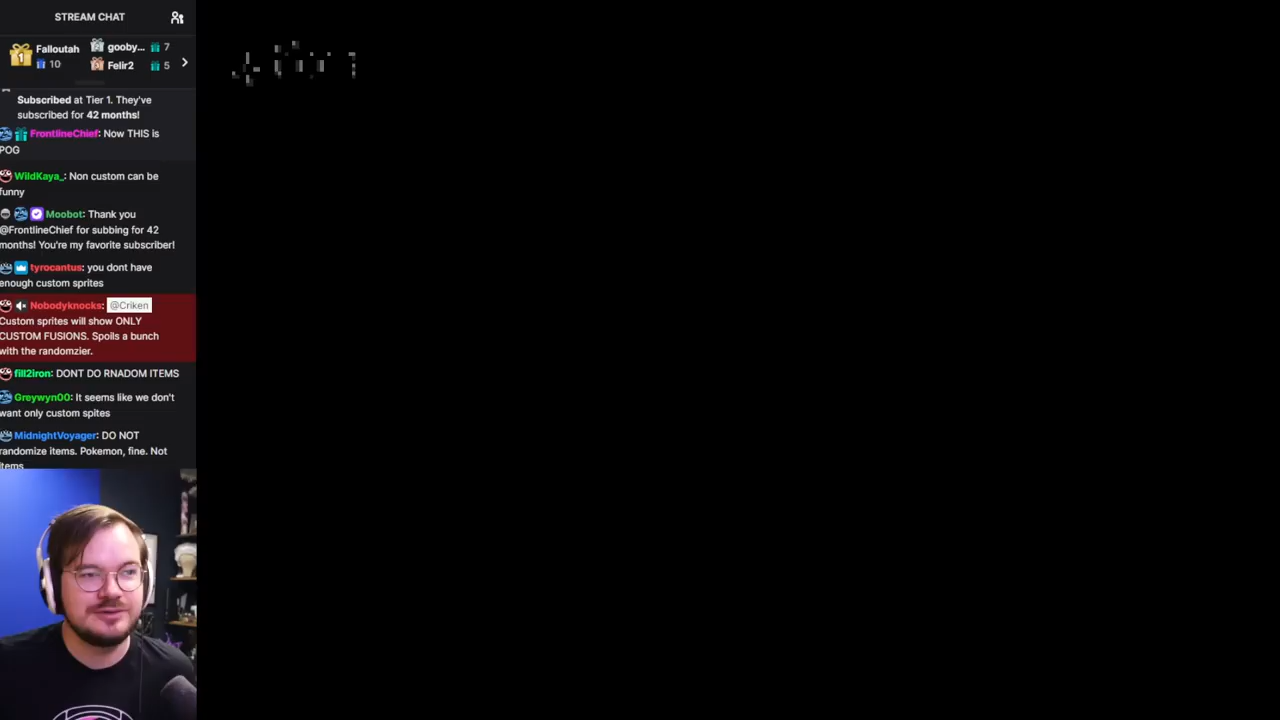 STREAM CHAT
Falloutah
10
gooby... 7
Felir2 5
Subscribed at Tier 1. They've
subscribed for 42 months!
FrontlineChief: Now THIS is
POG
WildKaya_: Non custom can be
funny
Moobot: Thank you
@FrontlineChief for subbing for 42
months! You're my favorite subscriber!
tyrocantus: you dont have
enough custom sprites
Nobodyknocks: @Criken
Custom sprites will show ONLY
CUSTOM FUSIONS. Spoils a bunch
with the randomzier.
fill2iron: DONT DO RNADOM ITEMS
Greywyn00: It seems like we don't
want only custom spites
MidnightVoyager: DO NOT
randomize items. Pokemon, fine. Not
items